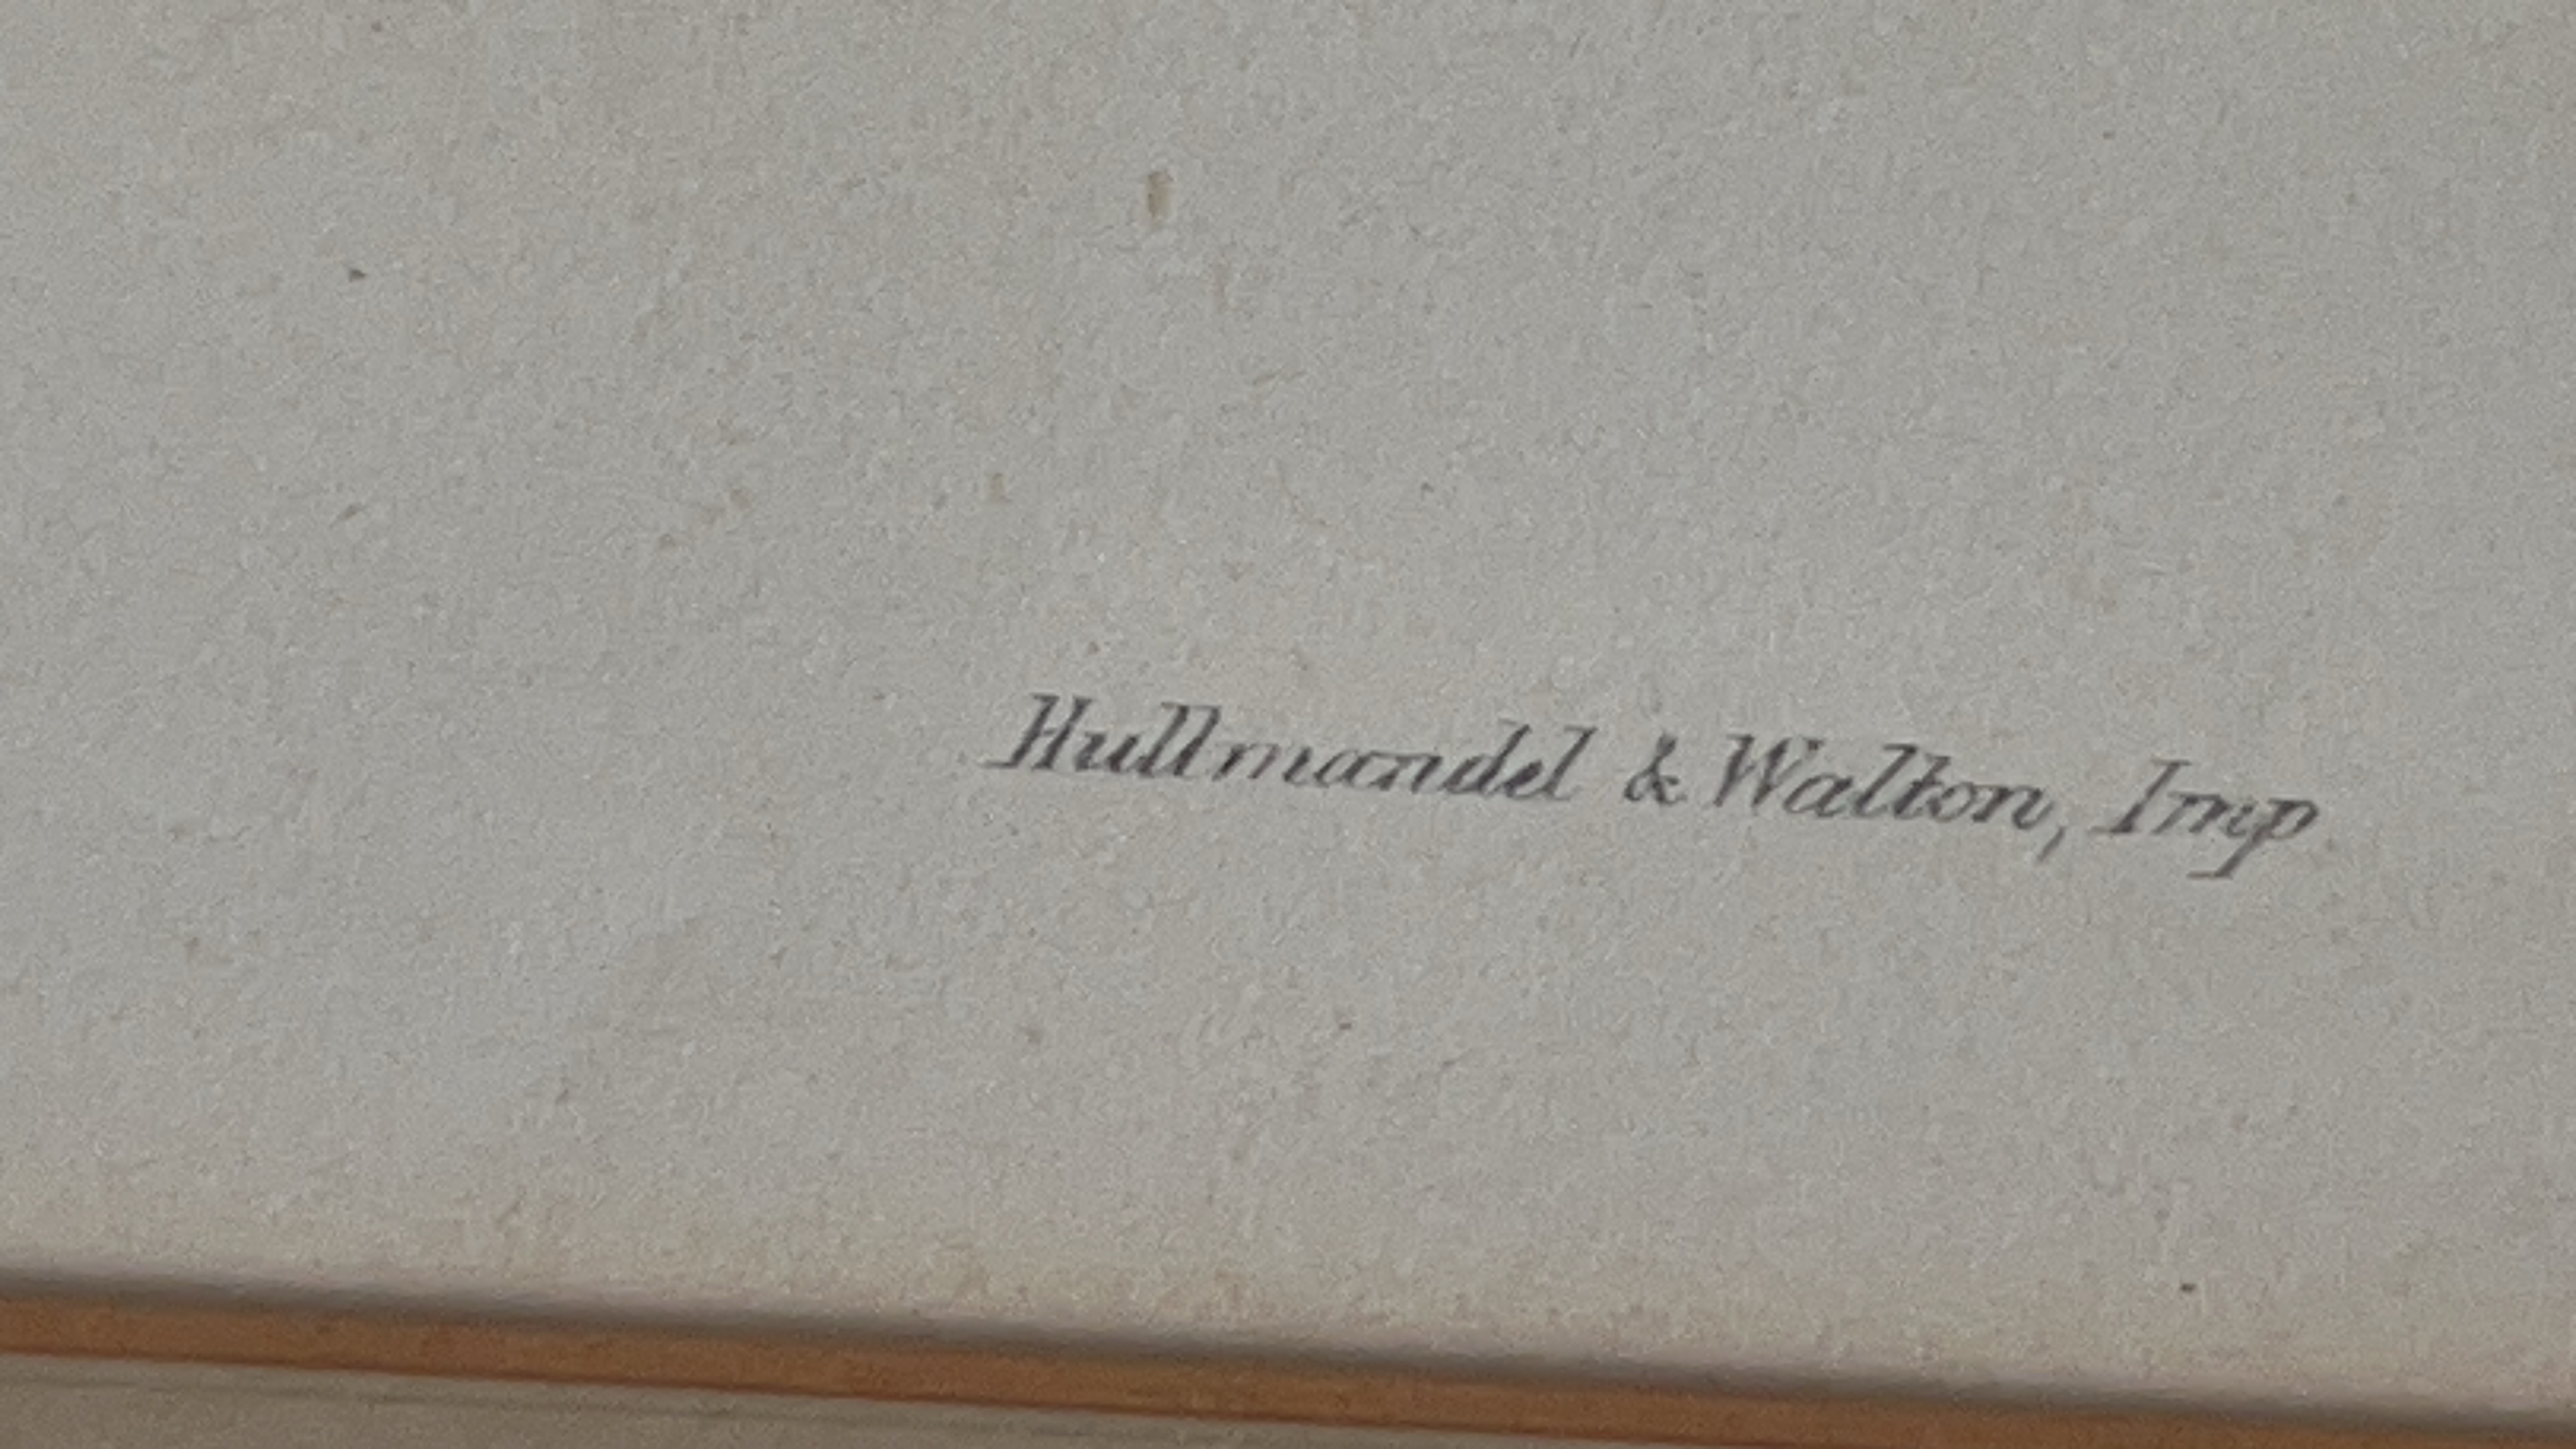 Hullmandel & Walton, Imp